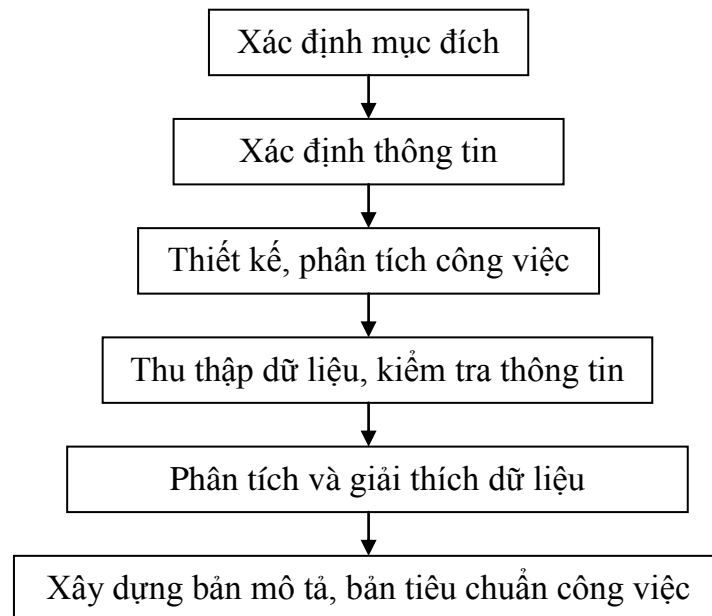 Xác định mục đích
Xác định thông tin
Thiết kế, phân tích công việc
Thu thập dữ liệu, kiểm tra thông tin
Phân tích và giải thích dữ liệu
Xây dựng bản mô tả, bản tiêu chuẩn công việc